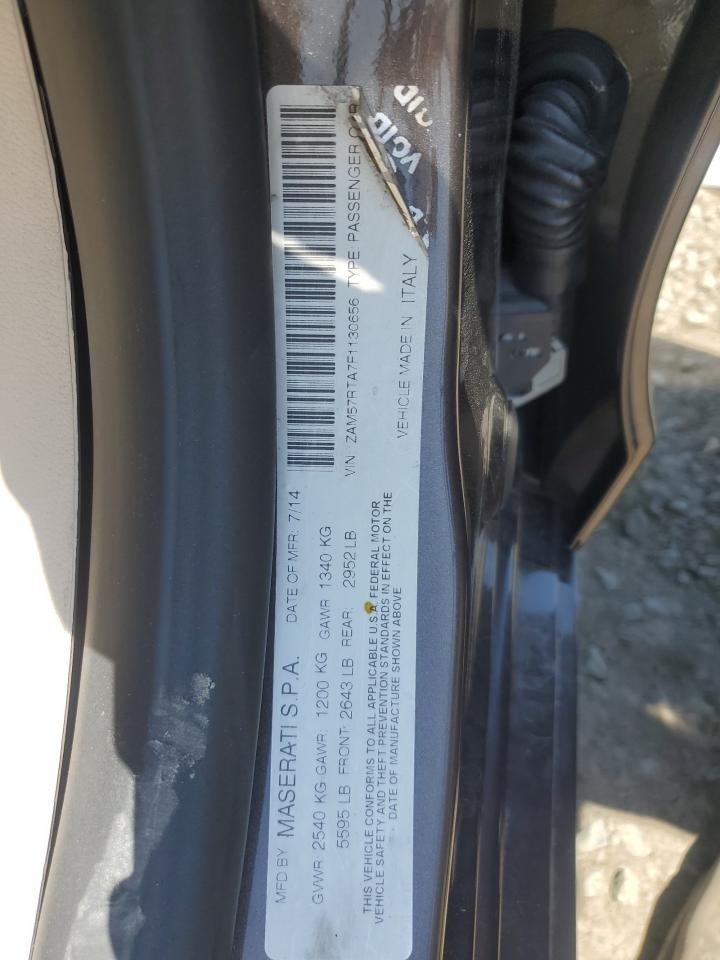 MFD BY MASERATI S.P.A. DATE OF MFR: 7/14
GVWR: 2540 KG GAWR: 1200 KG GAWR 1340 KG
5595 LB FRONT: 2643 LB REAR: 2952 LB
THIS VEHICLE CONFORMS TO ALL APPLICABLE U.S.A. FEDERAL MOTOR
VEHICLE SAFETY AND THEFT PREVENTION STANDARDS IN EFFECT ON THE
DATE OF MANUFACTURE SHOWN ABOVE
VIN: ZAM57RTA7F1130656 TYPE: PASSENGER
VEHICLE MADE IN ITALY
VOID